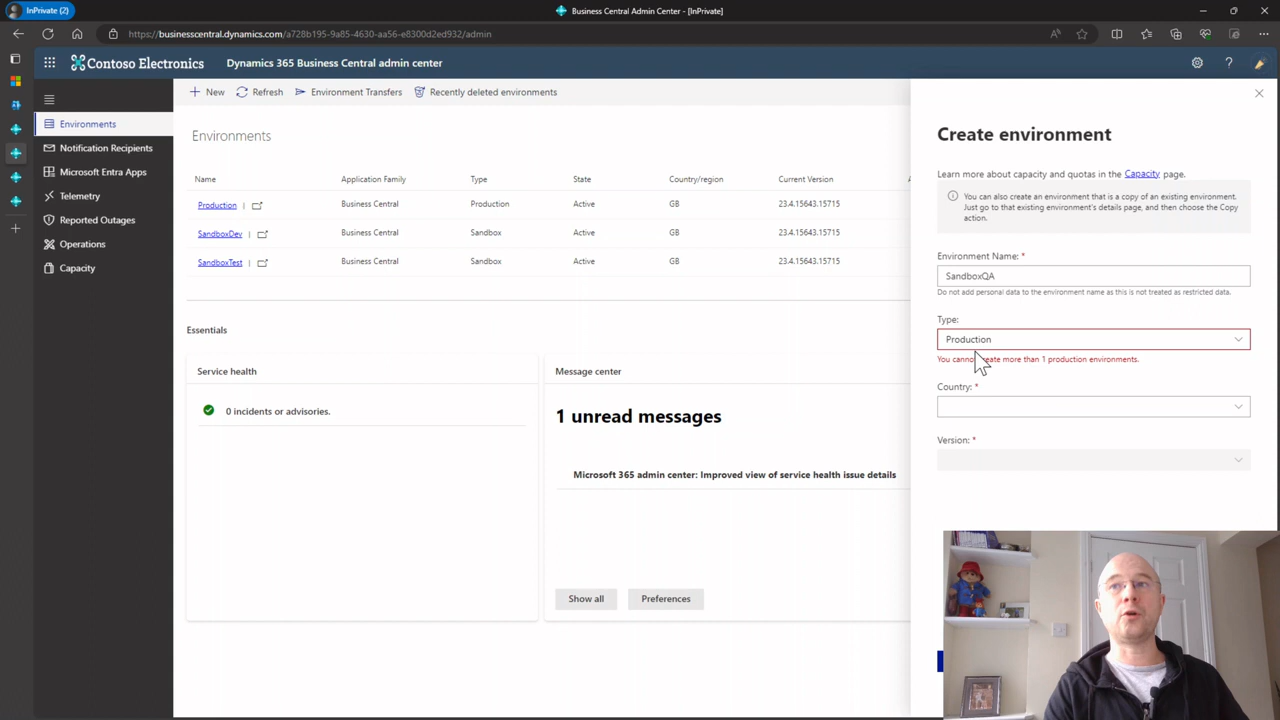 InPrivate (2)
Business Central Admin Center - [InPrivate]
https://businesscentral.dynamics.com/a728b195-9a85-4630-aa56-e8300d2ed932/admin
Contoso Electronics
Dynamics 365 Business Central admin center
Environments
Notification Recipients
Microsoft Entra Apps
Telemetry
Reported Outages
Operations
Capacity
New
Refresh
Environment Transfers
Recently deleted environments
Environments
Name Application Family Type State Country/region Current Version
Production | Business Central Production Active GB 23.4.15643.15715
SandboxDev | Business Central Sandbox Active GB 23.4.15643.15715
SandboxTest | Business Central Sandbox Active GB 23.4.15643.15715
Essentials
Service health
0 incidents or advisories.
Message center
1 unread messages
Microsoft 365 admin center: Improved view of service health issue details
Show all
Preferences
Create environment
Learn more about capacity and quotas in the Capacity page.
You can also create an environment that is a copy of an existing environment.
Just go to that existing environment's details page, and then choose the Copy
action.
Environment Name: *
SandboxQA
Do not add personal data to the environment name as this is not treated as restricted data.
Type:
Production
You cannot create more than 1 production environments.
Country: *
Version: *